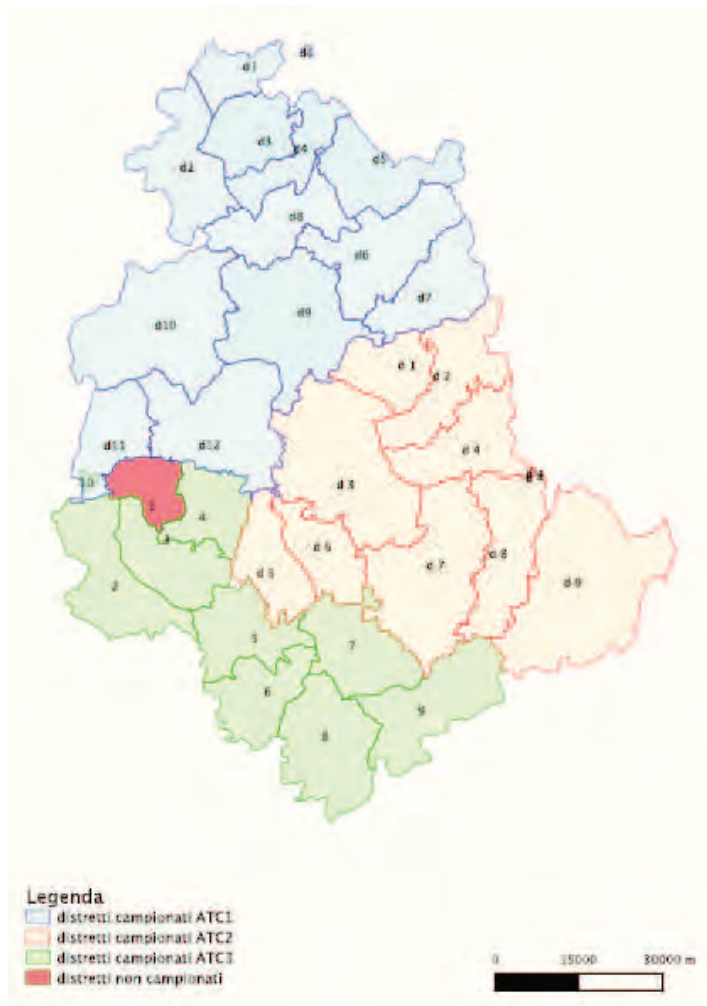 d1
d3
d4
d5
d2
d8
d6
d7
d9
d10
d 1
d 2
d11
d12
d 4
d 3
10
1
4
3
d 5
d 6
d 7
d 8
d 9
2
5
7
6
9
8
Legenda
distretti campionati ATC1
distretti campionati ATC2
distretti campionati ATC3
distretti non campionati
0 15000 30000 m